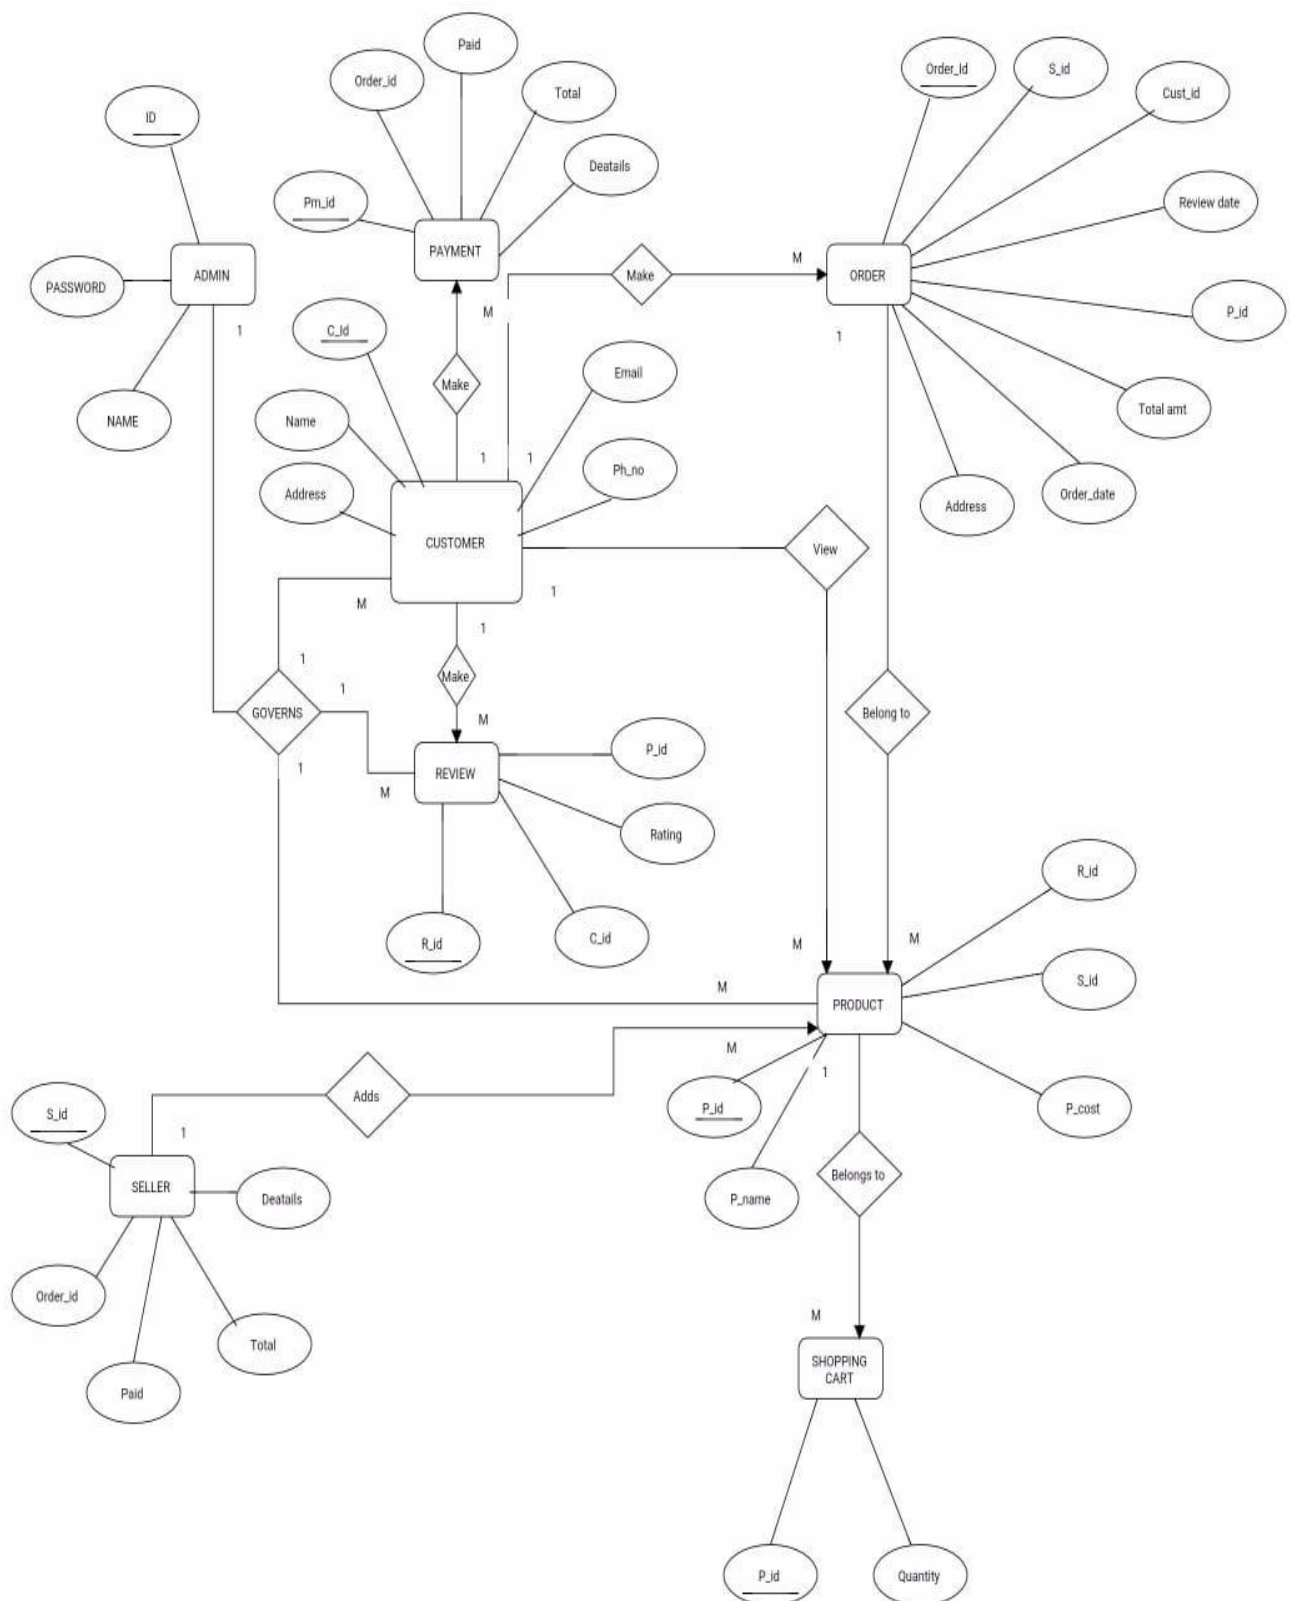 Paid
Order_id
Total
Deatails
Pm_id
PAYMENT
ID
ADMIN
PASSWORD
NAME
1
Order_Id
S_id
Cust_id
Review date
P_id
Total amt
Order_date
Address
ORDER
M
Make
1
M
Make
C_Id
Name
Address
Email
Ph_no
1
1
CUSTOMER
1
M
1
View
Make
M
1
1
GOVERNS
1
M
REVIEW
P_id
Rating
C_id
R_id
Belong to
M
M
M
R_id
S_id
P_cost
PRODUCT
M
1
P_id
P_name
Adds
1
S_id
SELLER
Deatails
Order_id
Total
Paid
Belongs to
M
SHOPPING
CART
P_id
Quantity